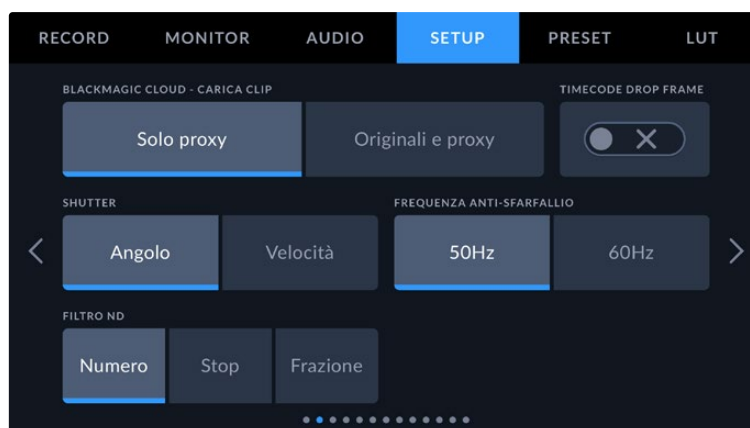 RECORD MONITOR AUDIO SETUP PRESET LUT
BLACKMAGIC CLOUD - CARICA CLIP TIMECODE DROP FRAME
Solo proxy Originali e proxy
SHUTTER FREQUENZA ANTI-SFARFALLIO
Angolo Velocità 50Hz 60Hz
FILTRO ND
Numero Stop Frazione